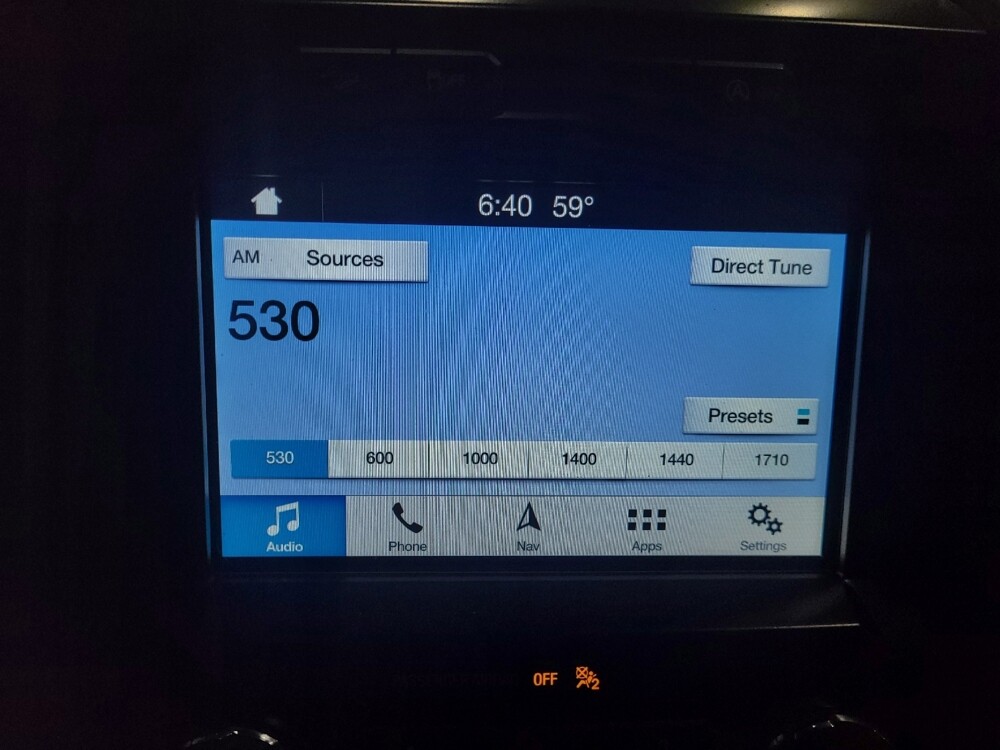 6:40 59°
AM Sources
Direct Tune
530
Presets
530 600 1000 1400 1440 1710
Audio Phone Nav Apps Settings
OFF 2